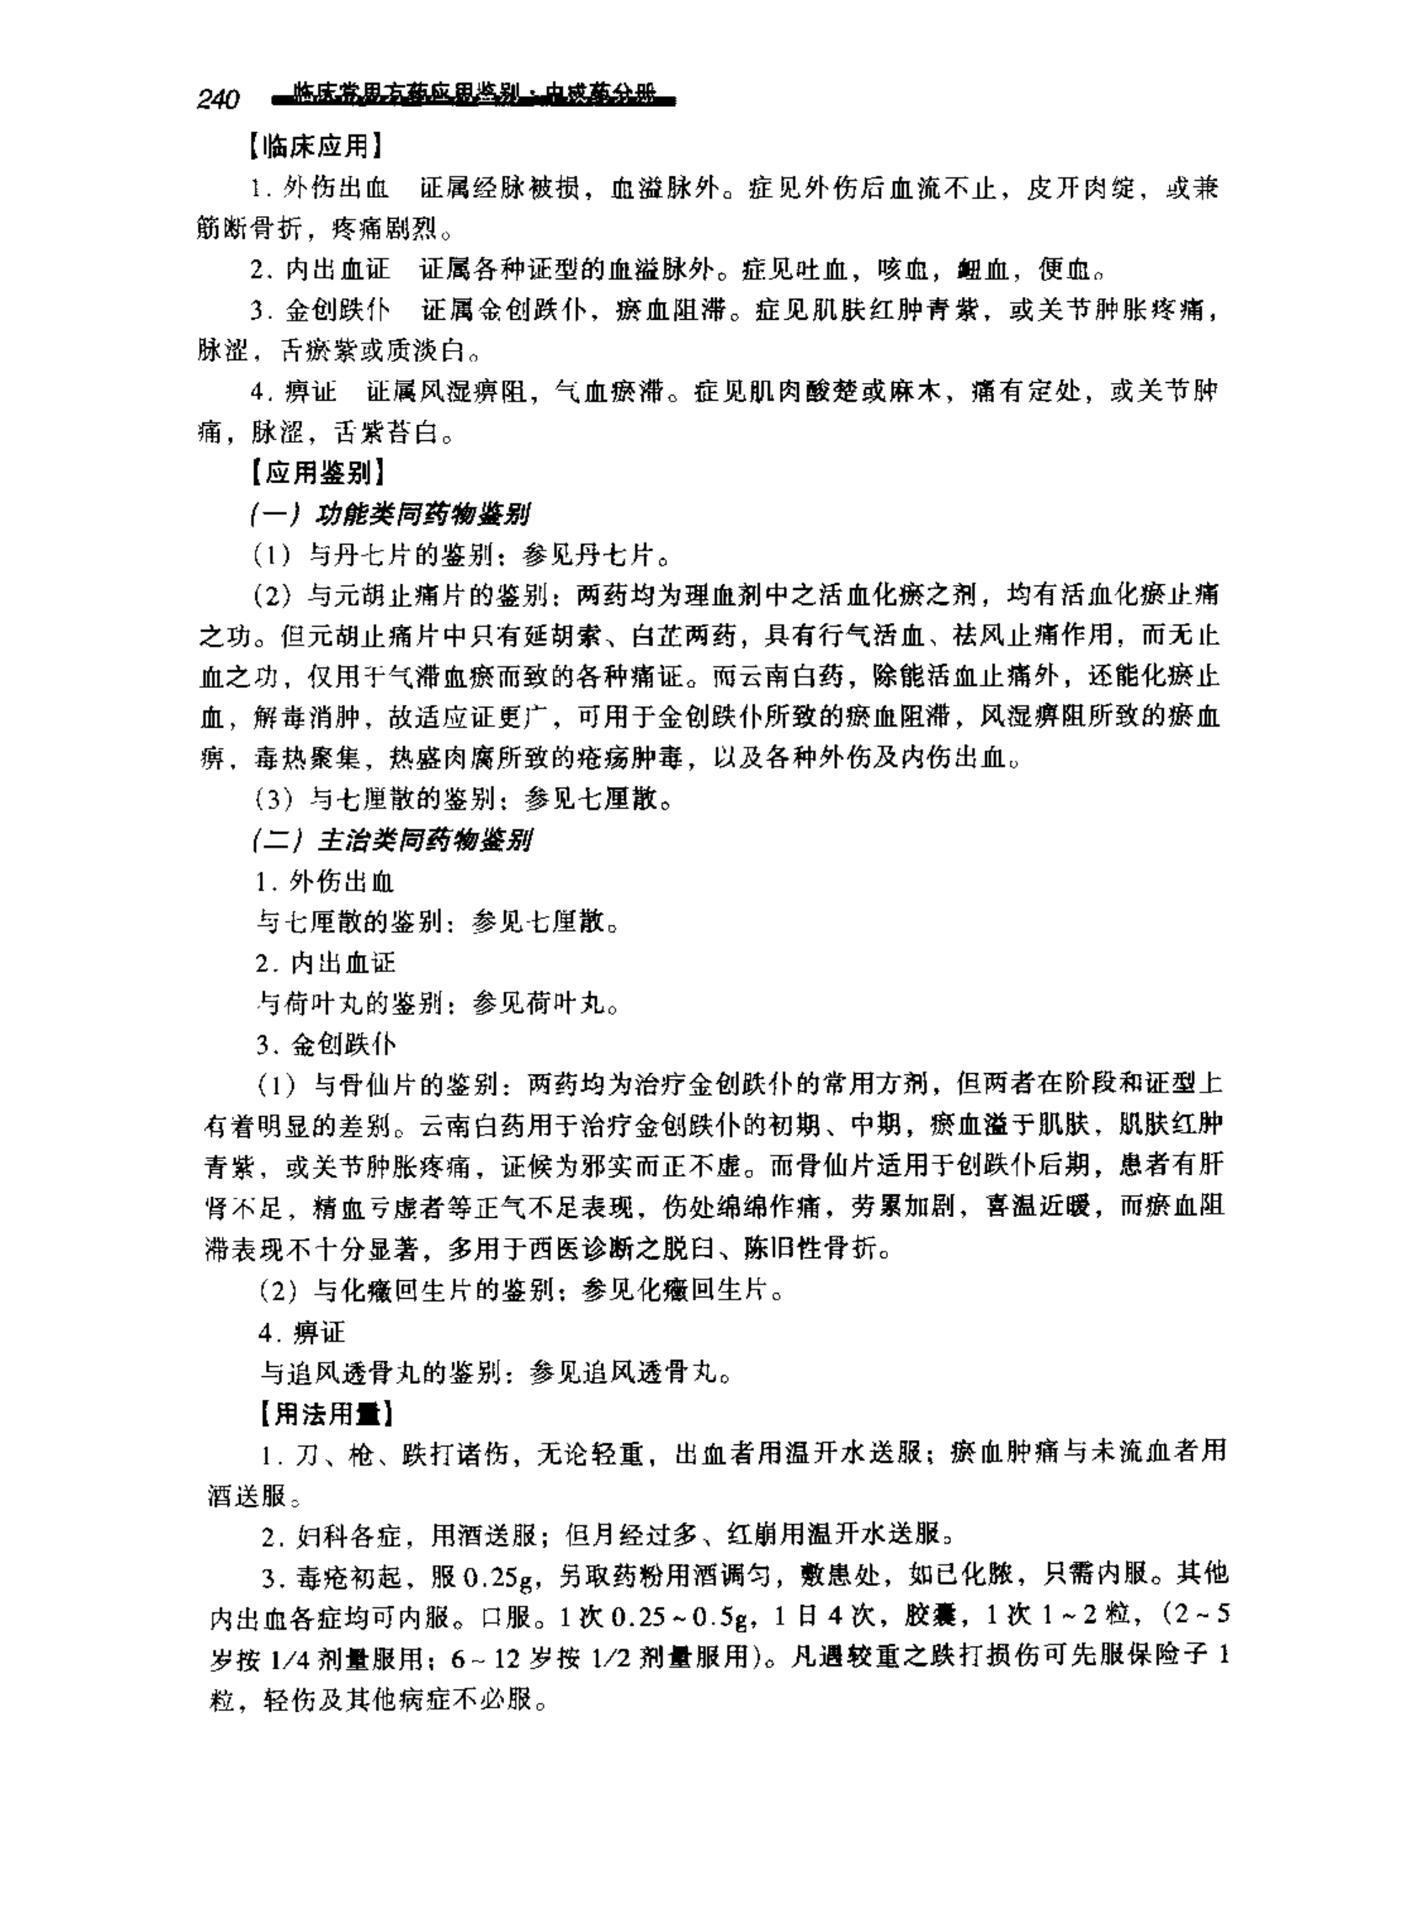 240 临床常用方药应用鉴别·中成药分册
【临床应用】
1. 外伤出血 证属经脉被损，血溢脉外。症见外伤后血流不止，皮开肉绽，或兼
筋断骨折，疼痛剧烈。
2. 内出血证 证属各种证型的血溢脉外。症见吐血，咳血，衄血，便血。
3. 金创跌仆 证属金创跌仆，瘀血阻滞。症见肌肤红肿青紫，或关节肿胀疼痛，
脉涩，舌瘀紫或质淡白。
4. 痹证 证属风湿痹阻，气血瘀滞。症见肌肉酸楚或麻木，痛有定处，或关节肿
痛，脉涩，舌紫苔白。
【应用鉴别】
(一) 功能类同药物鉴别
(1) 与丹七片的鉴别：参见丹七片。
(2) 与元胡止痛片的鉴别：两药均为理血剂中之活血化瘀之剂，均有活血化瘀止痛
之功。但元胡止痛片中只有延胡索、白芷两药，具有行气活血、祛风止痛作用，而无止
血之功，仅用于气滞血瘀而致的各种痛证。而云南白药，除能活血止痛外，还能化瘀止
血，解毒消肿，故适应证更广，可用于金创跌仆所致的瘀血阻滞，风湿痹阻所致的瘀血
痹，毒热聚集，热盛肉腐所致的疮疡肿毒，以及各种外伤及内伤出血。
(3) 与七厘散的鉴别：参见七厘散。
(二) 主治类同药物鉴别
1. 外伤出血
与七厘散的鉴别：参见七厘散。
2. 内出血证
与荷叶丸的鉴别：参见荷叶丸。
3. 金创跌仆
(1) 与骨仙片的鉴别：两药均为治疗金创跌仆的常用方剂，但两者在阶段和证型上
有着明显的差别。云南白药用于治疗金创跌仆的初期、中期，瘀血溢于肌肤，肌肤红肿
青紫，或关节肿胀疼痛，证候为邪实而正不虚。而骨仙片适用于创跌仆后期，患者有肝
肾不足，精血亏虚者等正气不足表现，伤处绵绵作痛，劳累加剧，喜温近暖，而瘀血阻
滞表现不十分显著，多用于西医诊断之脱臼、陈旧性骨折。
(2) 与化癥回生片的鉴别：参见化癥回生片。
4. 痹证
与追风透骨丸的鉴别：参见追风透骨丸。
【用法用量】
1. 刀、枪、跌打诸伤，无论轻重，出血者用温开水送服；瘀血肿痛与未流血者用
酒送服。
2. 妇科各症，用酒送服；但月经过多、红崩用温开水送服。
3. 毒疮初起，服 0.25g，另取药粉用酒调匀，敷患处，如已化脓，只需内服。其他
内出血各症均可内服。口服。1 次 0.25 ~ 0.5g，1 日 4 次，胶囊，1 次 1 ~ 2 粒，(2 ~ 5
岁按 1/4 剂量服用；6 ~ 12 岁按 1/2 剂量服用)。凡遇较重之跌打损伤可先服保险子 1
粒，轻伤及其他病症不必服。